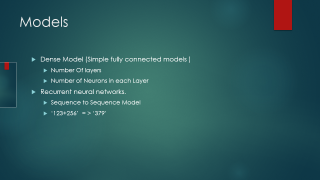 Models
Dense Model (Simple fully connected models )
Number Of layers
Number of Neurons in each Layer
Recurrent neural networks.
Sequence to Sequence Model
'123+256' = > '379'